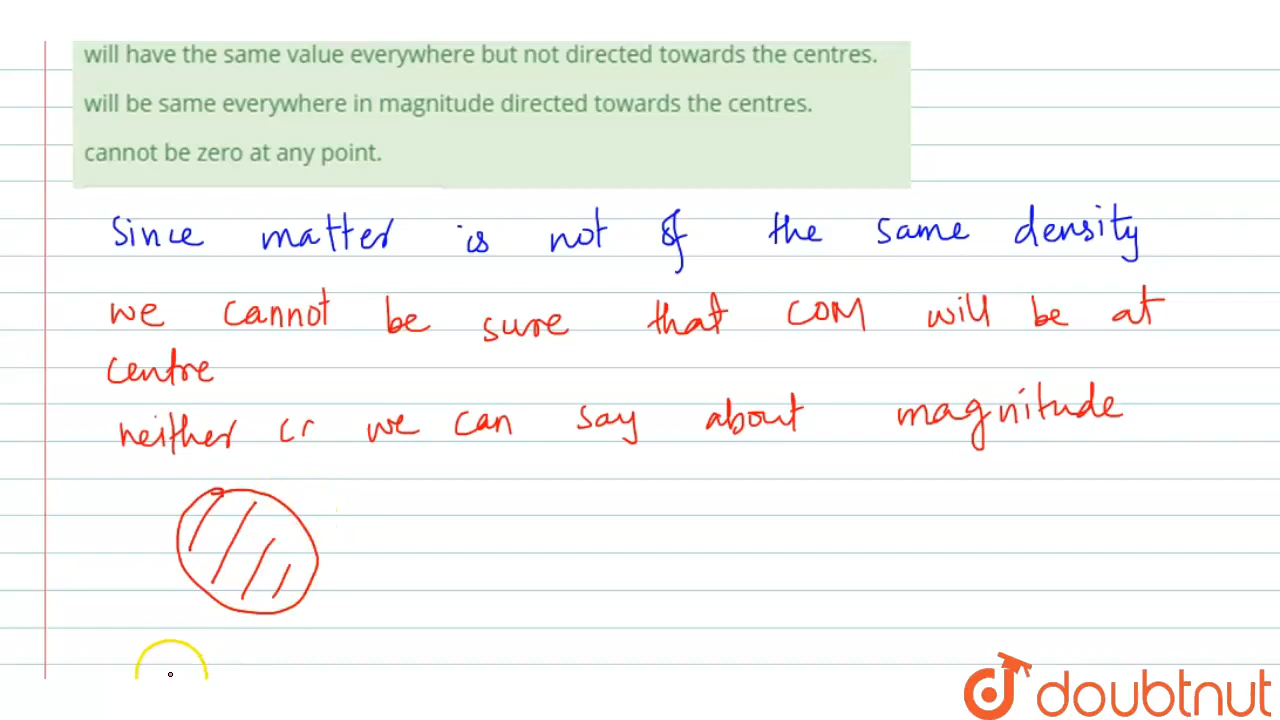 will have the same value everywhere but not directed towards the centres.
will be same everywhere in magnitude directed towards the centres.
cannot be zero at any point.
Since matter is not of the same density
we cannot be sure that COM will be at
centre
neither we can say about magnitude
doubtnut